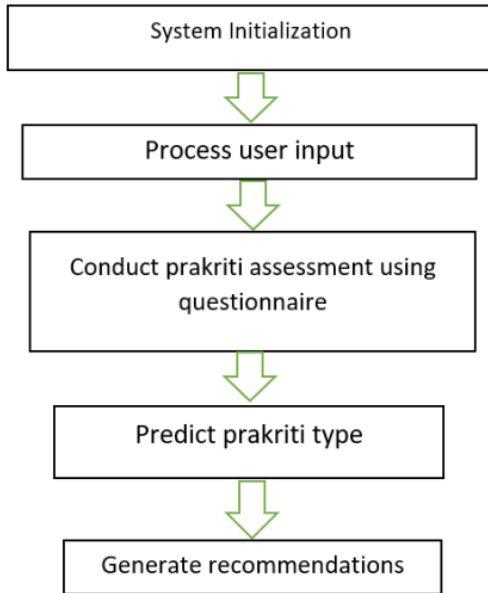 System Initialization
Process user input
Conduct prakriti assessment using
questionnaire
Predict prakriti type
Generate recommendations